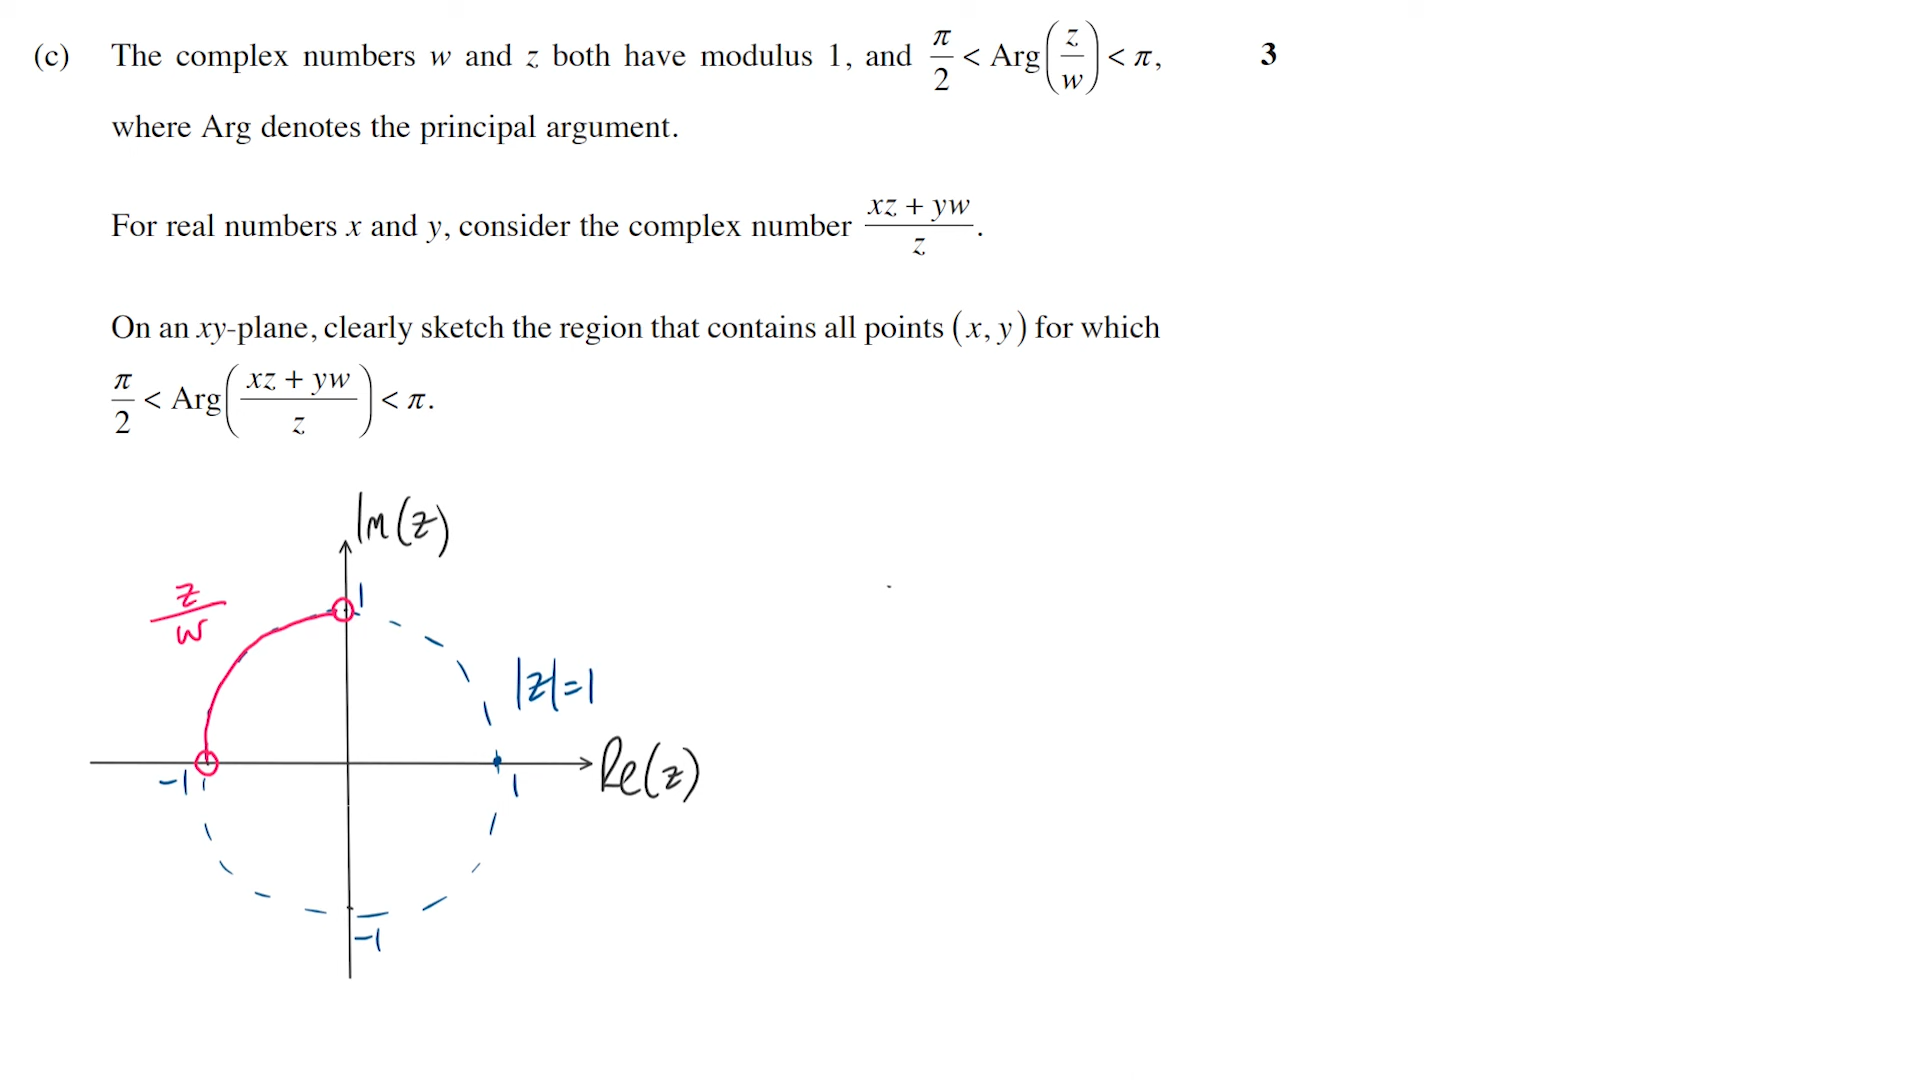 (c) The complex numbers w and z both have modulus 1, and π/2 < Arg(z/w) < π, 3
where Arg denotes the principal argument.
For real numbers x and y, consider the complex number (xz + yw)/z.
On an xy-plane, clearly sketch the region that contains all points (x, y) for which
π/2 < Arg((xz + yw)/z) < π.
Im(z)
z/w
1
|z|=1
Re(z)
-1
1
-1